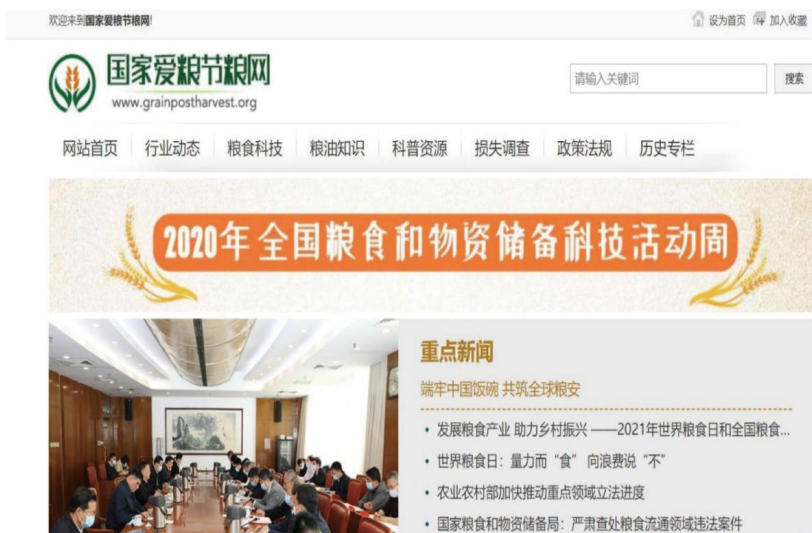 欢迎来到国家爱粮节粮网!
设为首页 加入收藏
国家爱粮节粮网
www.grainpostharvest.org
请输入关键词 搜索
网站首页 行业动态 粮食科技 粮油知识 科普资源 损失调查 政策法规 历史专栏
2020年全国粮食和物资储备科技活动周
重点新闻
端牢中国饭碗 共筑全球粮安
• 发展粮食产业 助力乡村振兴 ——2021年世界粮食日和全国粮食...
• 世界粮食日：量力而“食” 向浪费说“不”
• 农业农村部加快推动重点领域立法进度
• 国家粮食和物资储备局：严肃查处粮食流通领域违法案件